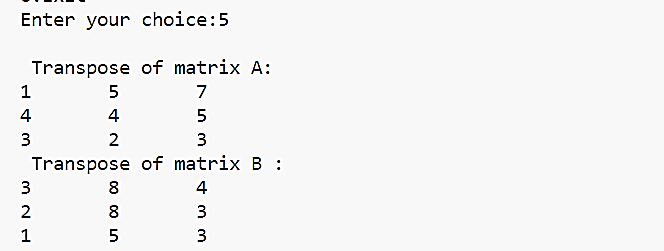 Enter your choice:5
Transpose of matrix A:
1 5 7
4 4 5
3 2 3
Transpose of matrix B :
3 8 4
2 8 3
1 5 3